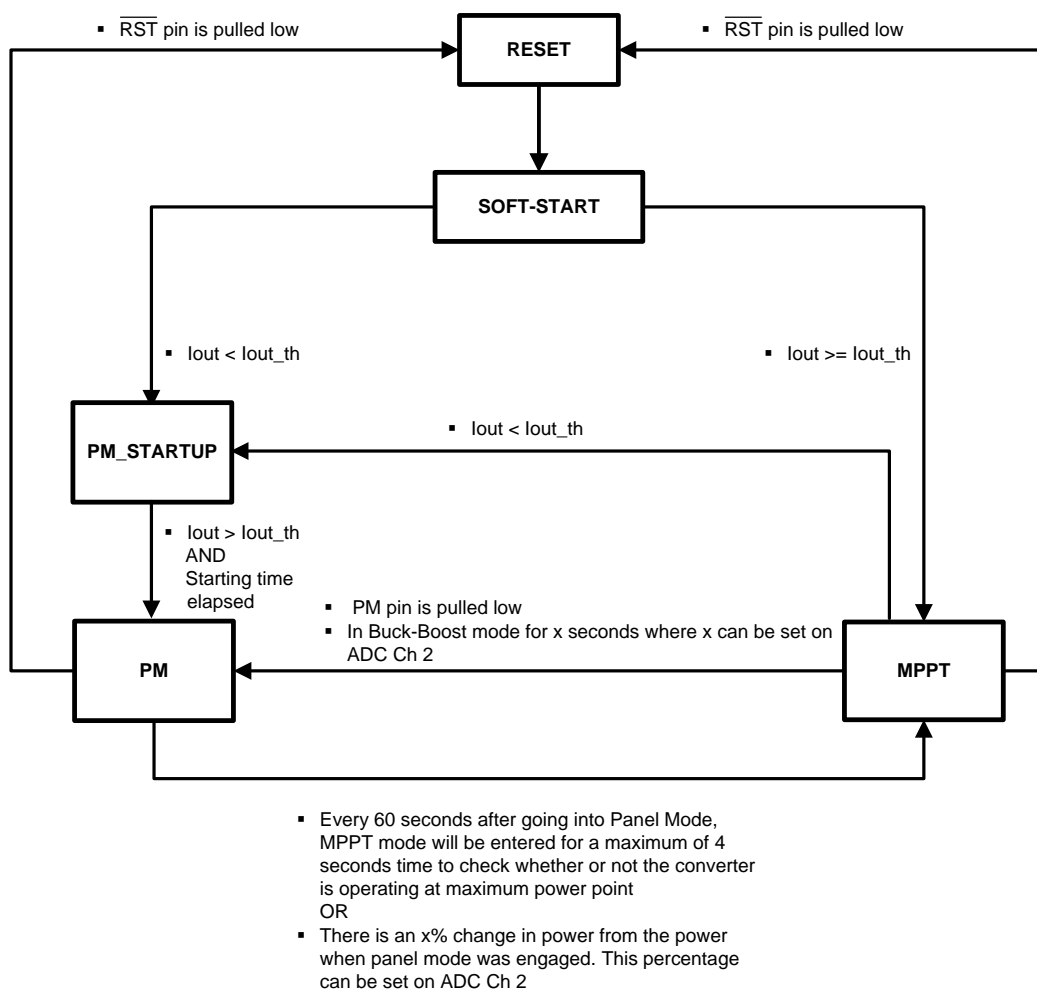 ▪ RST pin is pulled low
▪ RST pin is pulled low
RESET
SOFT-START
▪ Iout < Iout_th
▪ Iout >= Iout_th
PM_STARTUP
▪ Iout < Iout_th
▪ Iout > Iout_th
AND
Starting time
elapsed
▪ PM pin is pulled low
▪ In Buck-Boost mode for x seconds where x can be set on
ADC Ch 2
PM
MPPT
▪ Every 60 seconds after going into Panel Mode,
MPPT mode will be entered for a maximum of 4
seconds time to check whether or not the converter
is operating at maximum power point
OR
▪ There is an x% change in power from the power
when panel mode was engaged. This percentage
can be set on ADC Ch 2